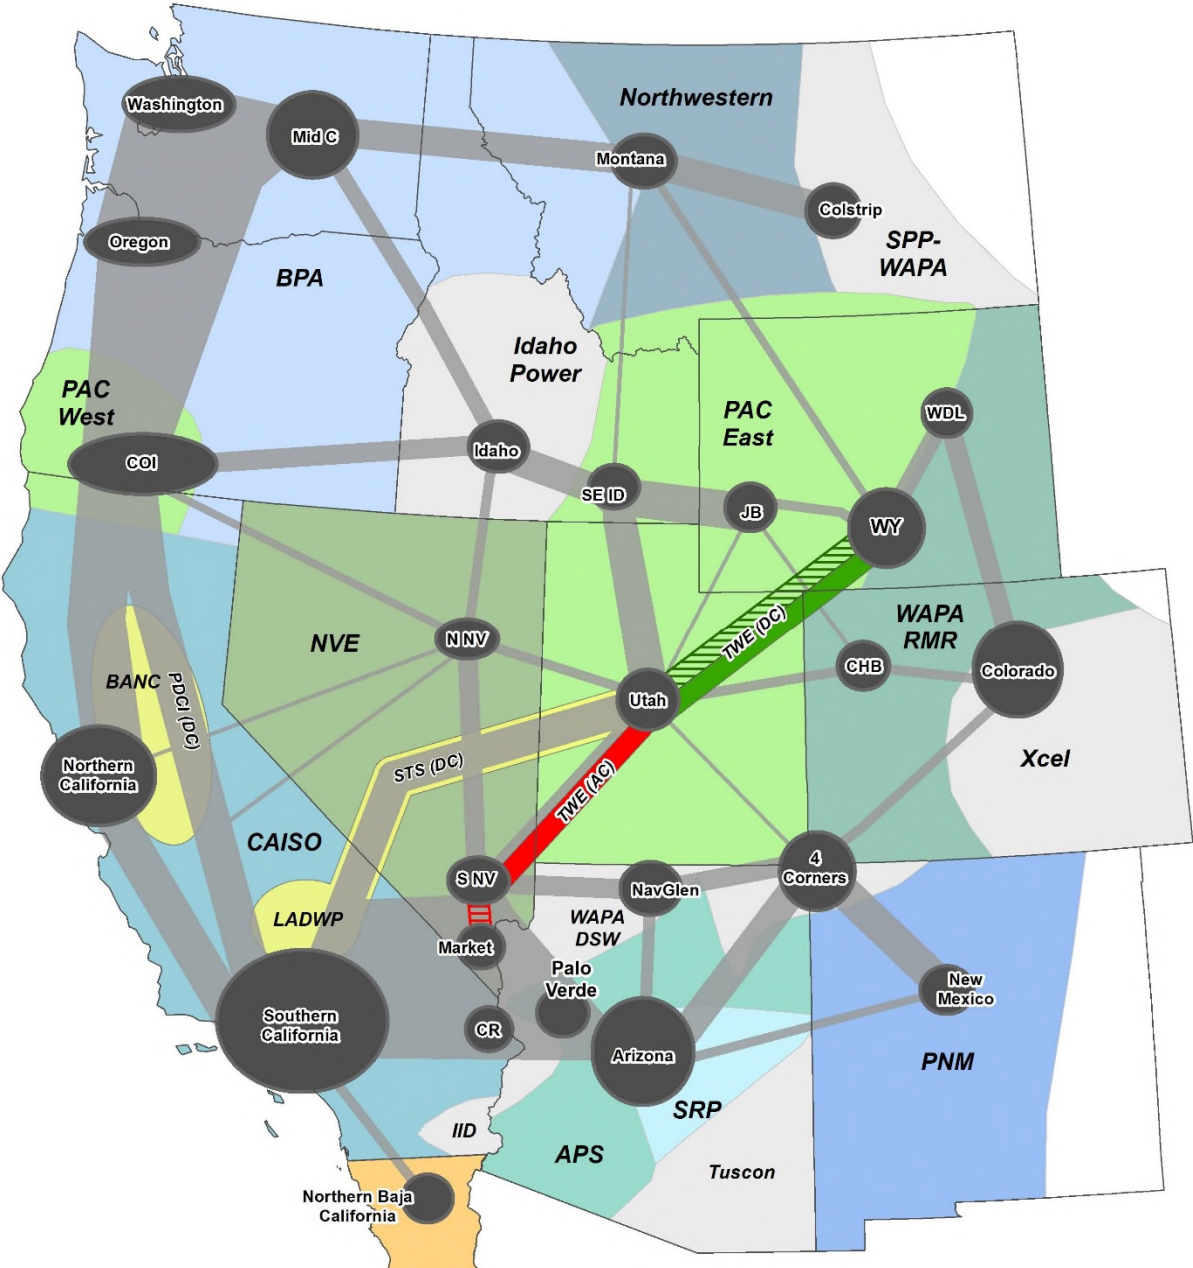 Washington
Mid C
Northwestern
Montana
Colstrip
Oregon
SPP-
WAPA
BPA
Idaho
Power
PAC
West
PAC
East
WDL
COI
Idaho
SE ID
JB
WY
NVE
N NV
TWE (DC)
WAPA
RMR
CHB
Colorado
BANC
PDCI (DC)
Utah
Northern
California
STS (DC)
TWE (AC)
Xcel
CAISO
S NV
4
Corners
NavGlen
LADWP
WAPA
DSW
Market
Palo
Verde
New
Mexico
Southern
California
CR
Arizona
PNM
SRP
IID
APS
Tuscon
Northern Baja
California